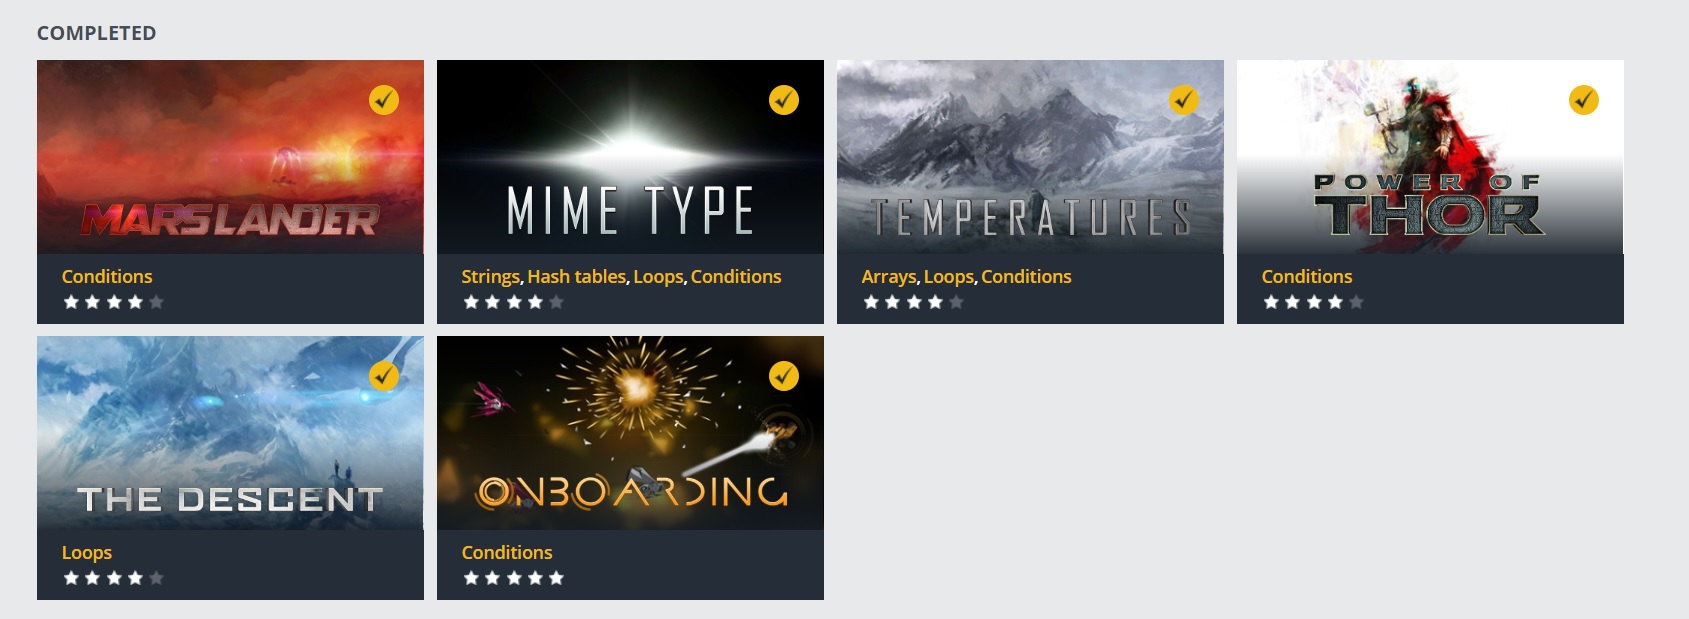 COMPLETED
MARS LANDER
Conditions
MIME TYPE
Strings, Hash tables, Loops, Conditions
TEMPERATURES
Arrays, Loops, Conditions
POWER OF
THOR
Conditions
THE DESCENT
Loops
ONBOARDING
Conditions